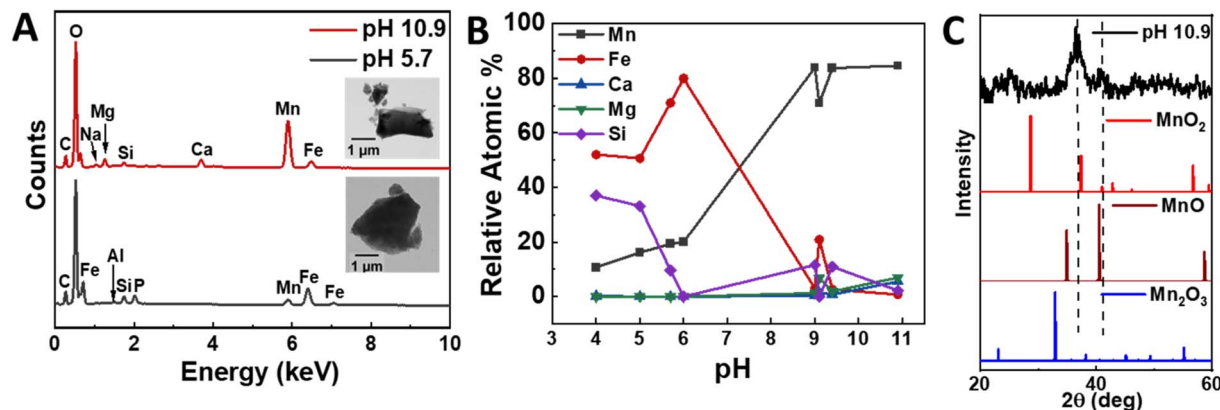 A
O
pH 10.9
pH 5.7
C
Na
Mg
Si
Ca
Mn
Fe
1 µm
C
Fe
Al
Si
P
Mn
Fe
Fe
1 µm
Counts
0 2 4 6 8 10
Energy (keV)
B
Mn
Fe
Ca
Mg
Si
100
80
60
40
20
0
Relative Atomic %
3 4 5 6 7 8 9 10 11
pH
C
pH 10.9
MnO2
MnO
Mn2O3
Intensity
20 40 60
2θ (deg)